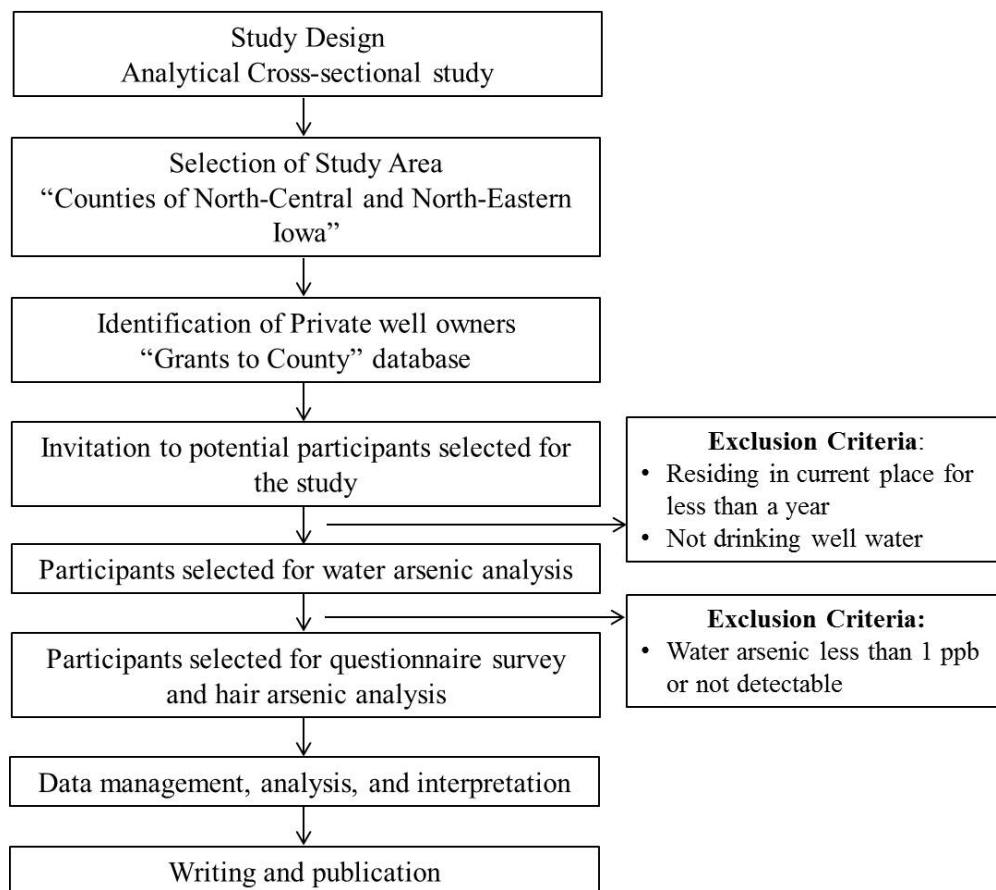 Study Design
Analytical Cross-sectional study
Selection of Study Area
“Counties of North-Central and North-Eastern
Iowa”
Identification of Private well owners
“Grants to County” database
Invitation to potential participants selected for
the study
Exclusion Criteria:
• Residing in current place for
less than a year
• Not drinking well water
Participants selected for water arsenic analysis
Exclusion Criteria:
• Water arsenic less than 1 ppb
or not detectable
Participants selected for questionnaire survey
and hair arsenic analysis
Data management, analysis, and interpretation
Writing and publication